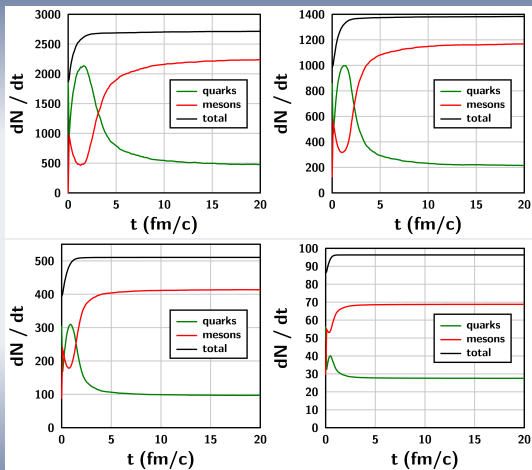 3000
2500
2000
1500
1000
500
0
dN / dt
quarks
mesons
total
0 5 10 15 20
t (fm/c)
1400
1200
1000
800
600
400
200
0
dN / dt
quarks
mesons
total
0 5 10 15 20
t (fm/c)
500
400
300
200
100
0
dN / dt
quarks
mesons
total
0 5 10 15 20
t (fm/c)
100
90
80
70
60
50
40
30
20
10
0
dN / dt
quarks
mesons
total
0 5 10 15 20
t (fm/c)